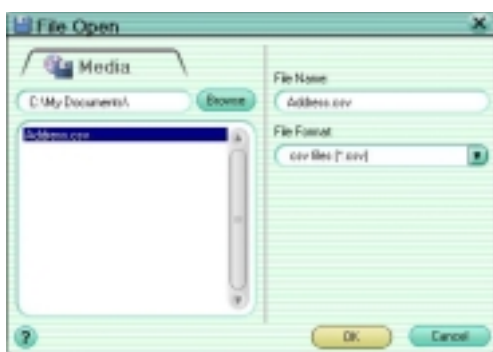 File Open
Media
C:\My Documents\
Browse
Address.csv
File Name
Address.csv
File Format
csv files (*.csv)
?
OK
Cancel